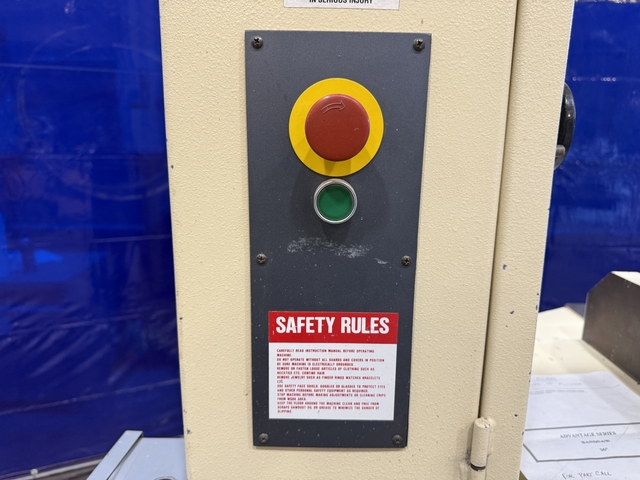 IN SERIOUS INJURY
SAFETY RULES
CAREFULLY READ INSTRUCTION MANUAL BEFORE OPERATING
MACHINE.
DO NOT OPERATE WITHOUT ALL GUARDS AND COVERS IN POSITION
BE SURE MACHINE IS ELECTRICALLY GROUNDED.
REMOVE OR FASTEN LOOSE ARTICLES OF CLOTHING SUCH AS
NECKTIES ETC. CONFINE HAIR.
REMOVE JEWELRY SUCH AS FINGER RINGS WATCHES BRACELETS
ETC.
USE SAFETY FACE SHIELD, GOGGLES OR GLASSES TO PROTECT EYES
AND OTHER PERSONAL SAFETY EQUIPMENT AS REQUIRED.
STOP MACHINE BEFORE MAKING ADJUSTMENTS OR CLEANING CHIPS
FROM WORK AREA.
KEEP THE FLOOR AROUND THE MACHINE CLEAN AND FREE FROM
SCRAPS SAWDUST OIL OR GREASE TO MINIMIZE THE DANGER OF
SLIPPING.
CALL